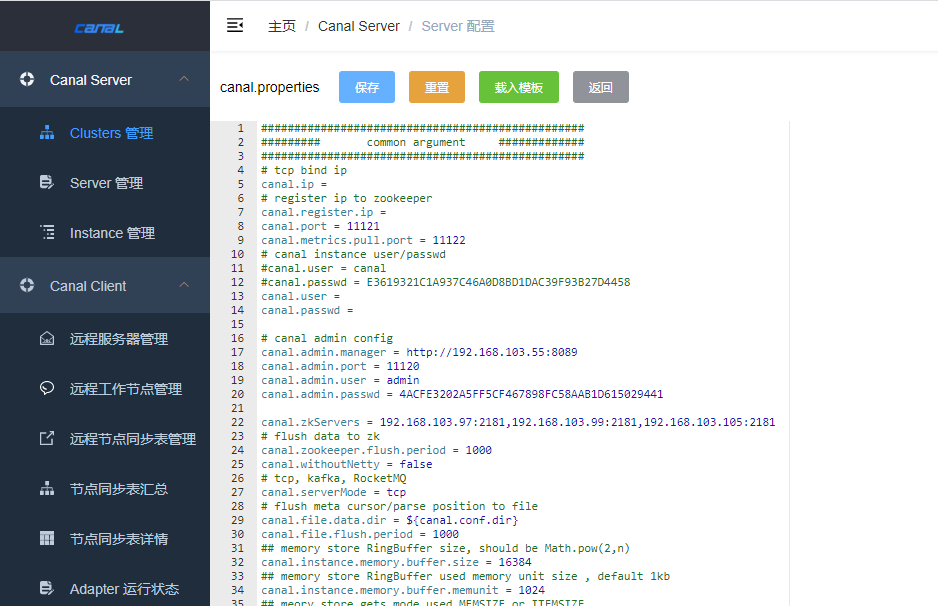 canal
主页 / Canal Server / Server 配置
Canal Server
Clusters 管理
Server 管理
Instance 管理
Canal Client
远程服务器管理
远程工作节点管理
远程节点同步表管理
节点同步表汇总
节点同步表详情
Adapter 运行状态
canal.properties 保存 重置 载入模板 返回
1 #################################################
2 ######### common argument #############
3 #################################################
4 # tcp bind ip
5 canal.ip =
6 # register ip to zookeeper
7 canal.register.ip =
8 canal.port = 11121
9 canal.metrics.pull.port = 11122
10 # canal instance user/passwd
11 #canal.user = canal
12 #canal.passwd = E3619321C1A937C46A0D8BD1DAC39F93B27D4458
13 canal.user =
14 canal.passwd =
15
16 # canal admin config
17 canal.admin.manager = http://192.168.103.55:8089
18 canal.admin.port = 11120
19 canal.admin.user = admin
20 canal.admin.passwd = 4ACFE3202A5FF5CF467898FC58AAB1D615029441
21
22 canal.zkServers = 192.168.103.97:2181,192.168.103.99:2181,192.168.103.105:2181
23 # flush data to zk
24 canal.zookeeper.flush.period = 1000
25 canal.withoutNetty = false
26 # tcp, kafka, RocketMQ
27 canal.serverMode = tcp
28 # flush meta cursor/parse position to file
29 canal.file.data.dir = ${canal.conf.dir}
30 canal.file.flush.period = 1000
31 ## memory store RingBuffer size, should be Math.pow(2,n)
32 canal.instance.memory.buffer.size = 16384
33 ## memory store RingBuffer used memory unit size , default 1kb
34 canal.instance.memory.buffer.memunit = 1024
35 ## meory store gets mode used MEMSIZE or ITEMSIZE